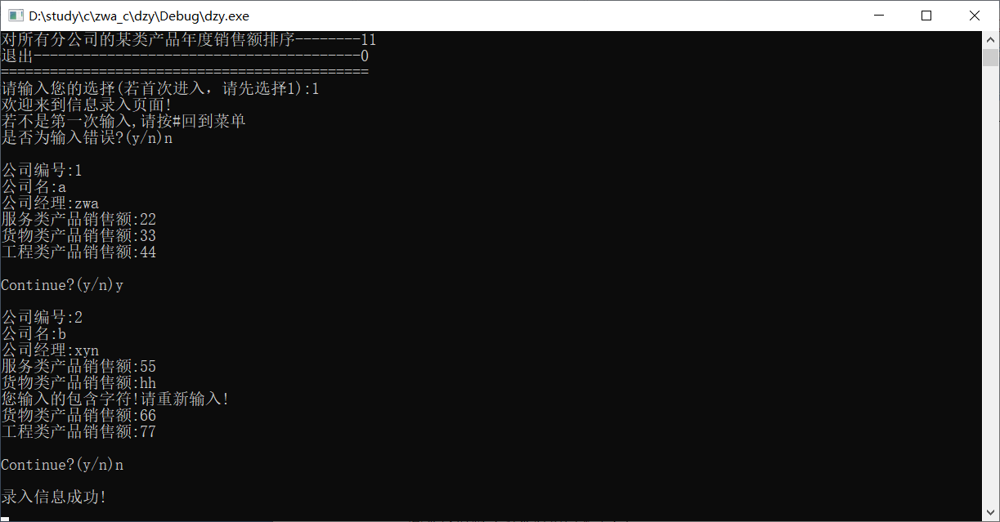 D:\study\c\zwa_c\dzy\Debug\dzy.exe
对所有分公司的某类产品年度销售额排序--------11
退出----------------------------------------0
=============================================
请输入您的选择(若首次进入，请先选择1):1
欢迎来到信息录入页面!
若不是第一次输入,请按#回到菜单
是否为输入错误?(y/n)n
公司编号:1
公司名:a
公司经理:zwa
服务类产品销售额:22
货物类产品销售额:33
工程类产品销售额:44
Continue?(y/n)y
公司编号:2
公司名:b
公司经理:xyn
服务类产品销售额:55
货物类产品销售额:hh
您输入的包含字符!请重新输入!
货物类产品销售额:66
工程类产品销售额:77
Continue?(y/n)n
录入信息成功!